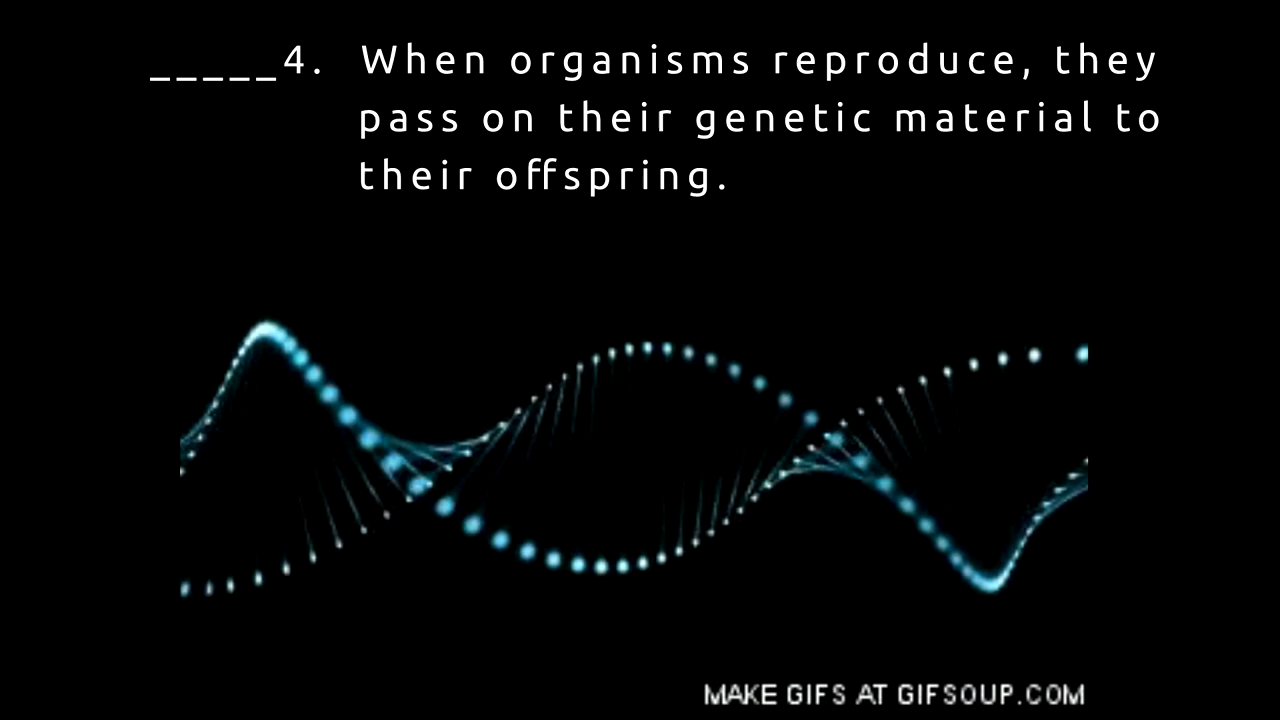 _____4. When organisms reproduce, they
pass on their genetic material to
their offspring.
MAKE GIFS AT GIFSOUP.COM